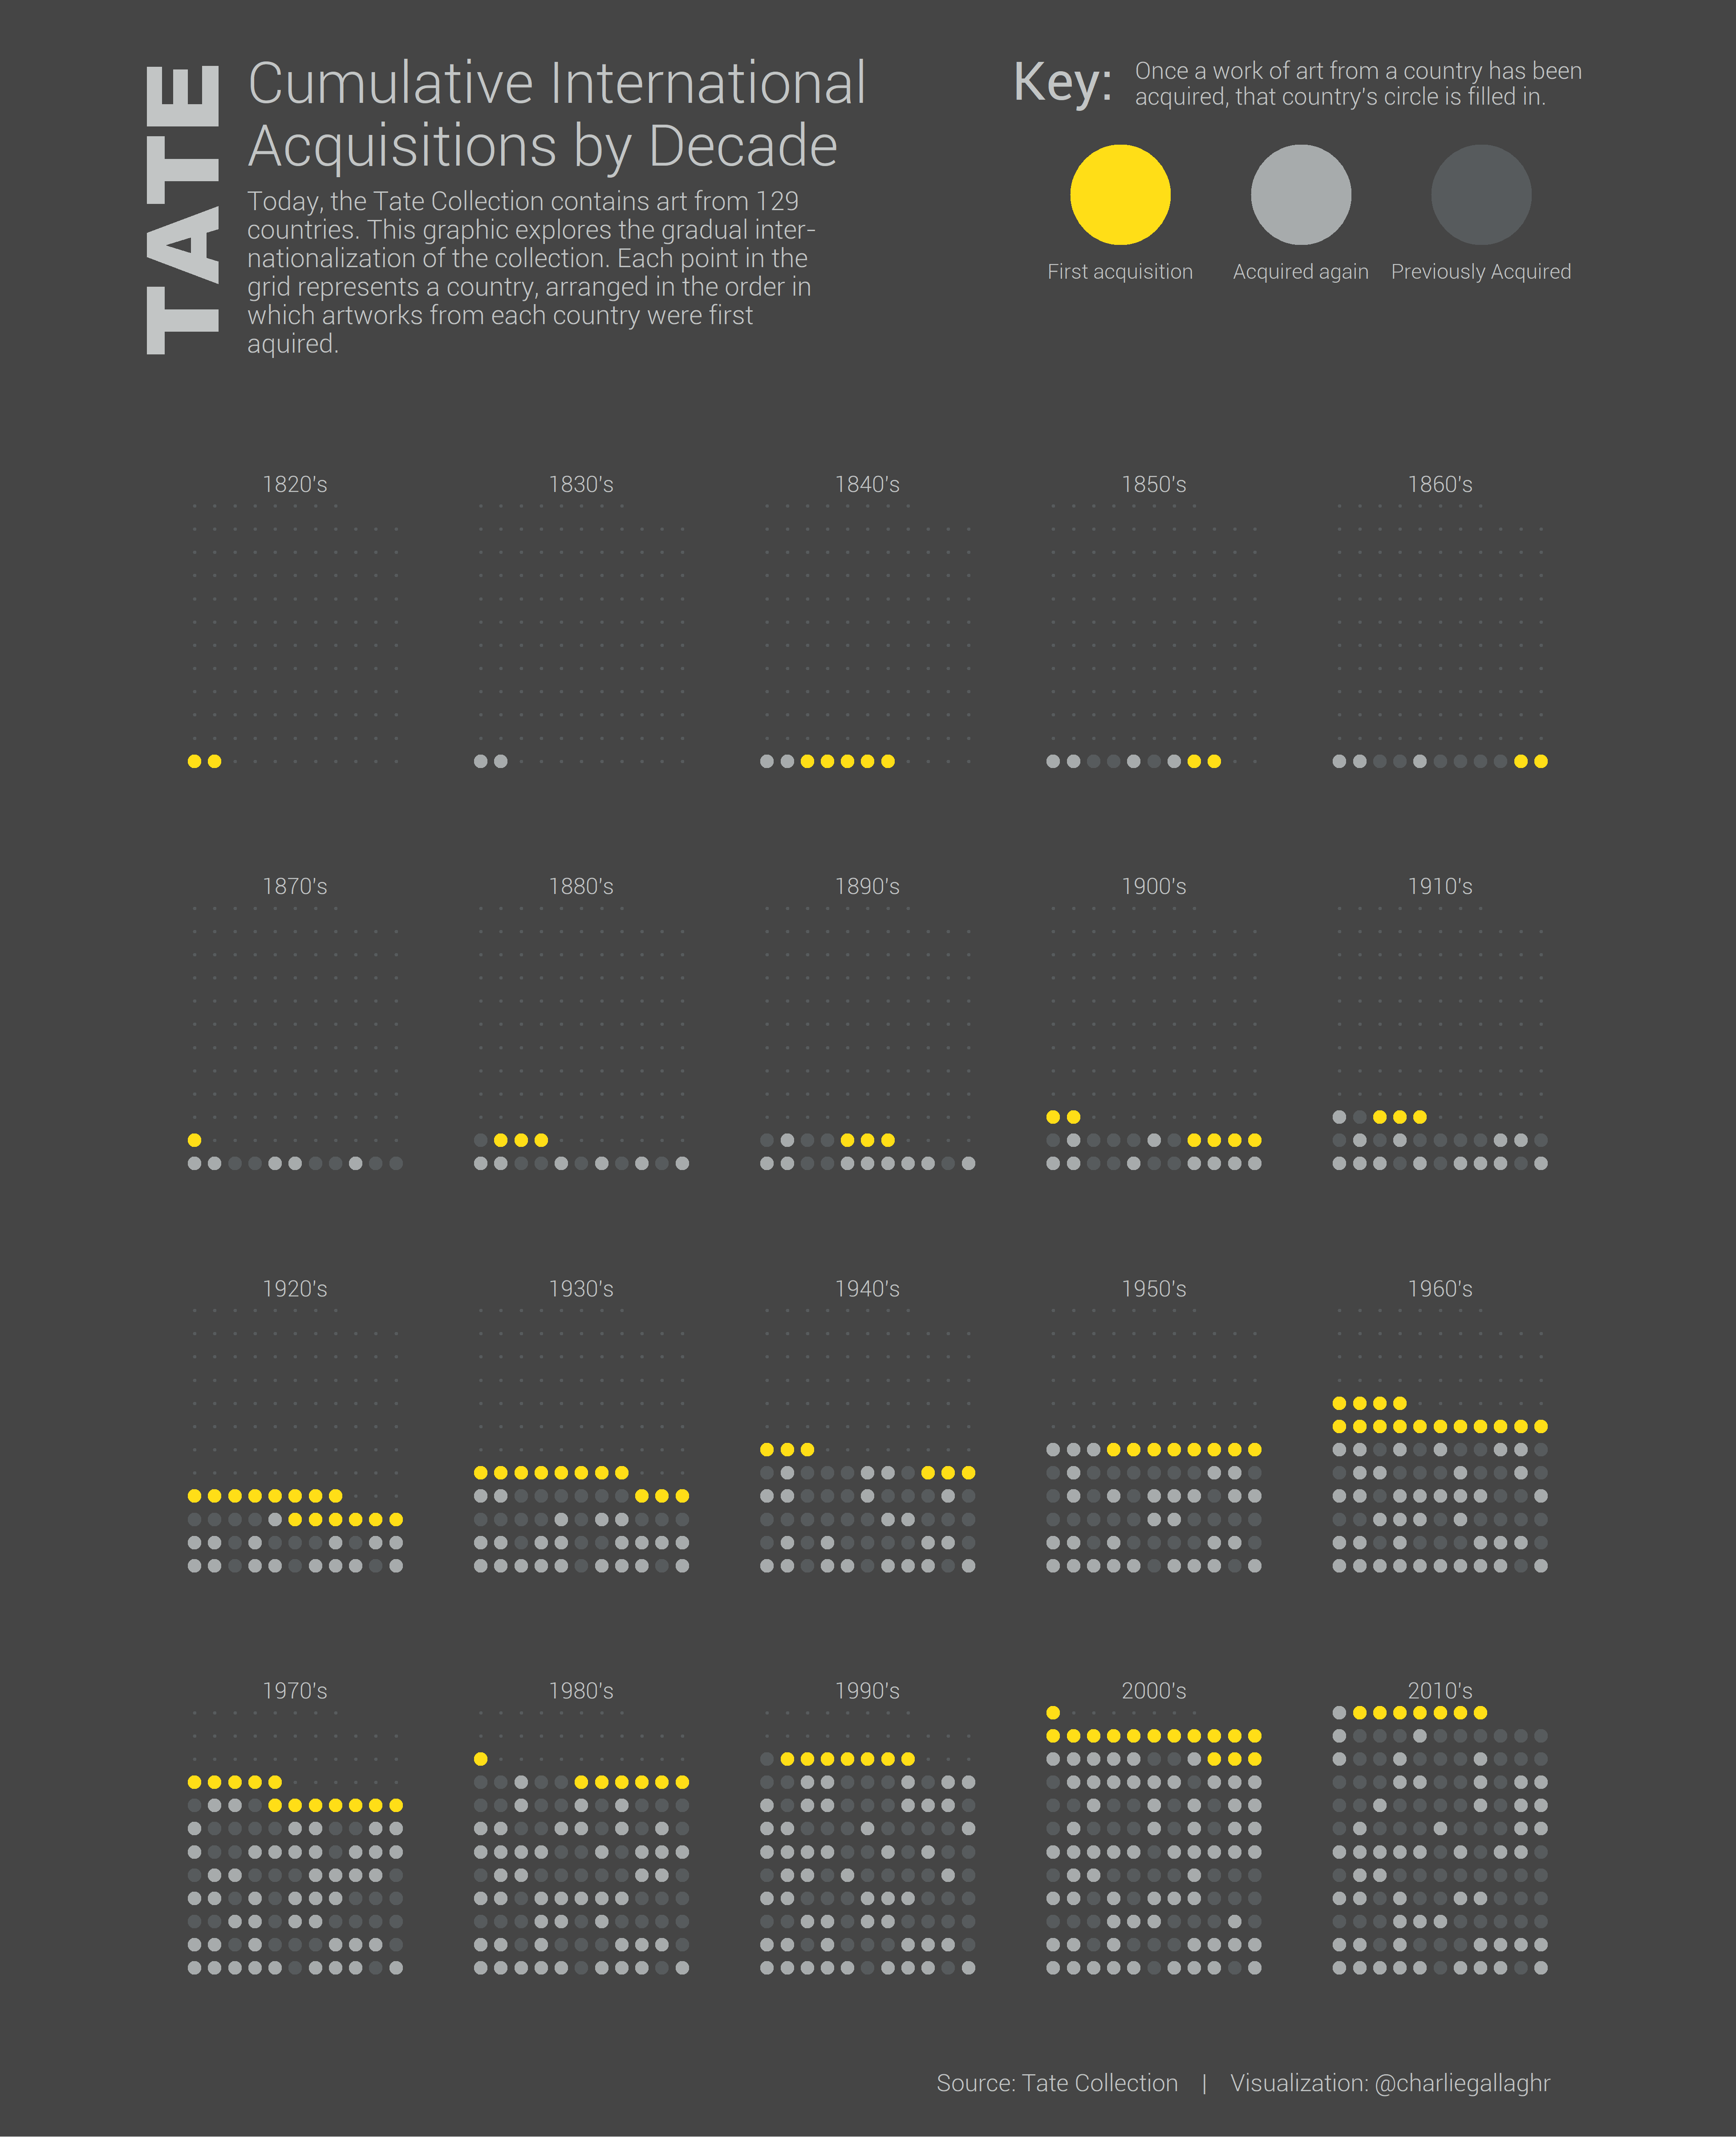 TATE
Cumulative International
Acquisitions by Decade
Today, the Tate Collection contains art from 129
countries. This graphic explores the gradual inter-
nationalization of the collection. Each point in the
grid represents a country, arranged in the order in
which artworks from each country were first
aquired.
Key:
Once a work of art from a country has been
acquired, that country's circle is filled in.
First acquisition
Acquired again
Previously Acquired
1820's
1830's
1840's
1850's
1860's
1870's
1880's
1890's
1900's
1910's
1920's
1930's
1940's
1950's
1960's
1970's
1980's
1990's
2000's
2010's
Source: Tate Collection | Visualization: @charliegallaghr